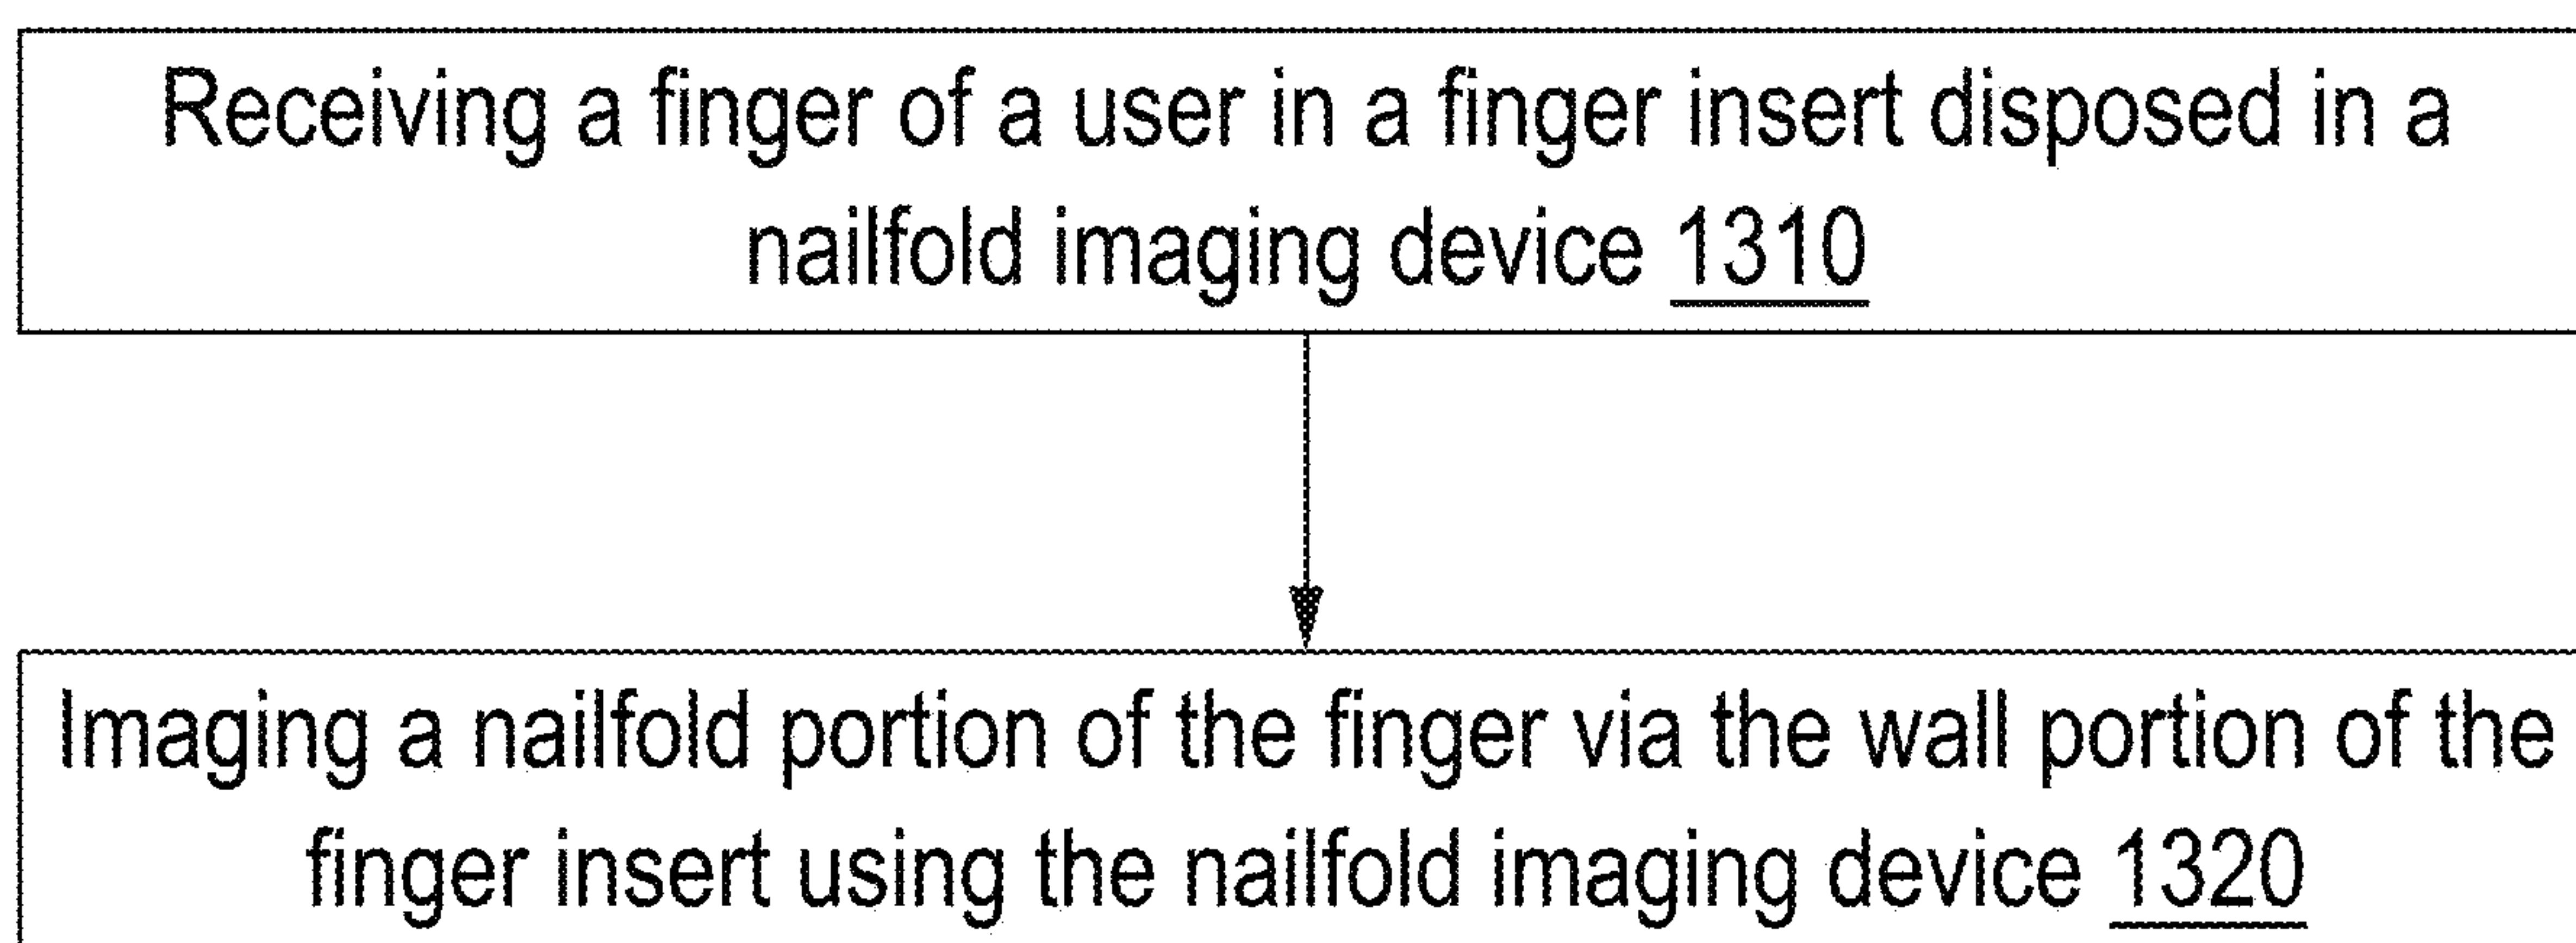 Receiving a finger of a user in a finger insert disposed in a
nailfold imaging device 1310
Imaging a nailfold portion of the finger via the wall portion of the
finger insert using the nailfold imaging device 1320